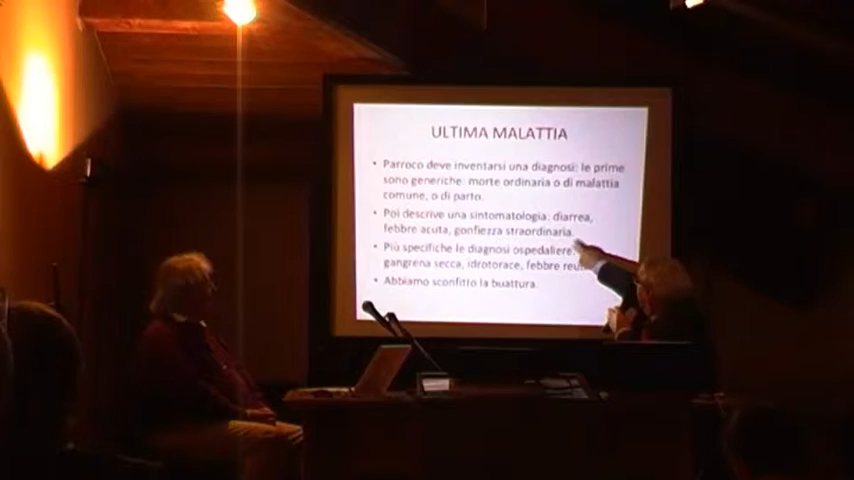 ULTIMA MALATTIA
• Parroco deve inventarsi una diagnosi: le prime
sono generiche: morte ordinaria o di malattia
comune, o di parto.
• Poi descrive una sintomatologia: diarrea,
febbre acuta, gonfiezza straordinaria.
• Più specifiche le diagnosi ospedaliere:
gangrena secca, idrotorace, febbre
• Abbiamo sconfitto la buattura.